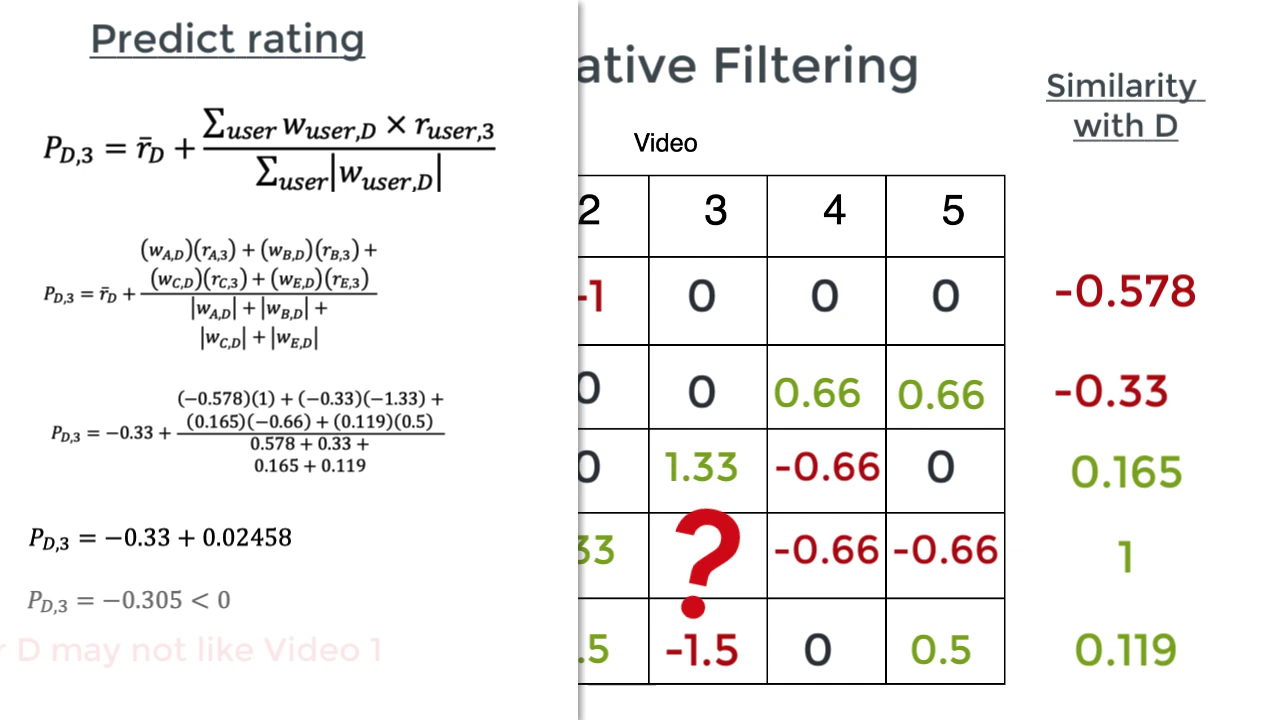 Predict rating
P_{D,3} = r̄_D + (∑_{user} w_{user,D} × r_{user,3}) / (∑_{user} |w_{user,D}|)
P_{D,3} = r̄_D + ((w_{A,D})(r_{A,3}) + (w_{B,D})(r_{B,3}) +
(w_{C,D})(r_{C,3}) + (w_{E,D})(r_{E,3})) /
(|w_{A,D}| + |w_{B,D}| +
|w_{C,D}| + |w_{E,D}|)
P_{D,3} = −0.33 + ((−0.578)(1) + (−0.33)(−1.33) +
(0.165)(−0.66) + (0.119)(0.5)) /
(0.578 + 0.33 +
0.165 + 0.119)
P_{D,3} = −0.33 + 0.02458
P_{D,3} = −0.305 < 0
r D may not like Video 1
ative Filtering
Video
2 3 4 5
-1 0 0 0
0 0 0.66 0.66
0 1.33 -0.66 0
33 ? -0.66 -0.66
.5 -1.5 0 0.5
Similarity
with D
-0.578
-0.33
0.165
1
0.119